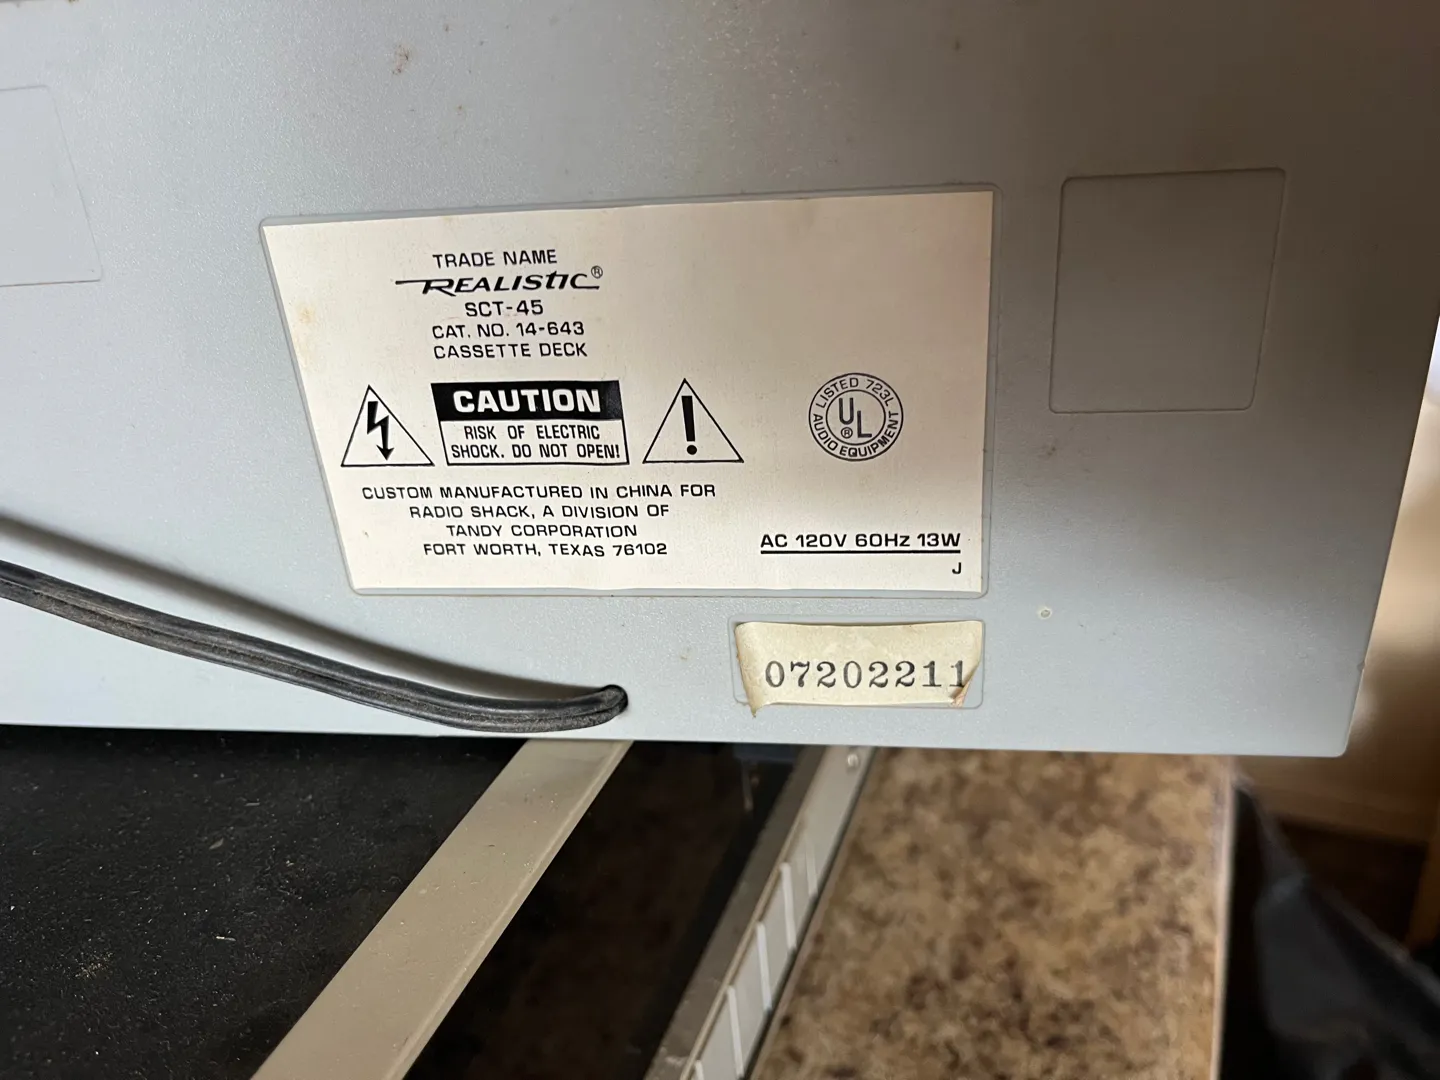 TRADE NAME
REALISTIC®
SCT-45
CAT. NO. 14-643
CASSETTE DECK
CAUTION
RISK OF ELECTRIC
SHOCK. DO NOT OPEN!
LISTED 723L
UL®
AUDIO EQUIPMENT
CUSTOM MANUFACTURED IN CHINA FOR
RADIO SHACK, A DIVISION OF
TANDY CORPORATION
FORT WORTH, TEXAS 76102
AC 120V 60Hz 13W
J
07202211